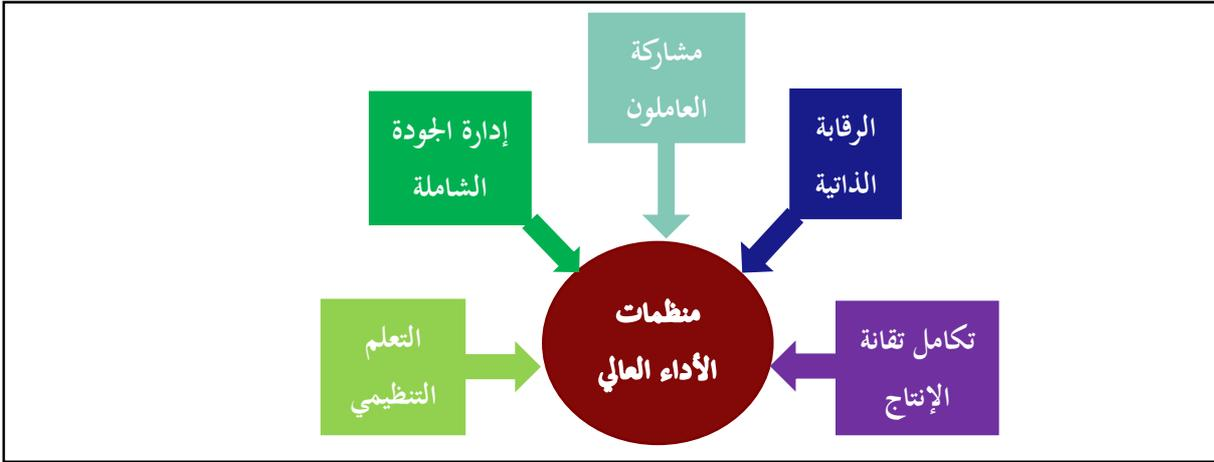 مشاركة
العاملون
الرقابة
الذاتية
إدارة الجودة
الشاملة
منظمات
الأداء العالي
تكامل تقانة
الإنتاج
التعلم
التنظيمي